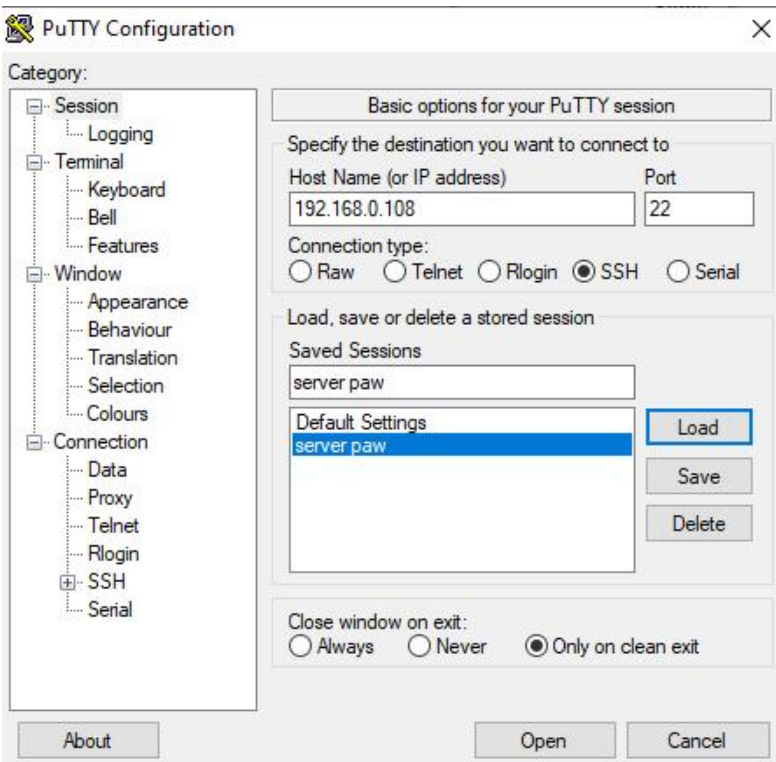 PuTTY Configuration
Category:
Session
Logging
Terminal
Keyboard
Bell
Features
Window
Appearance
Behaviour
Translation
Selection
Colours
Connection
Data
Proxy
Telnet
Rlogin
SSH
Serial
Basic options for your PuTTY session
Specify the destination you want to connect to
Host Name (or IP address) Port
192.168.0.108 22
Connection type:
Raw Telnet Rlogin SSH Serial
Load, save or delete a stored session
Saved Sessions
server paw
Default Settings
server paw
Load
Save
Delete
Close window on exit:
Always Never Only on clean exit
About Open Cancel